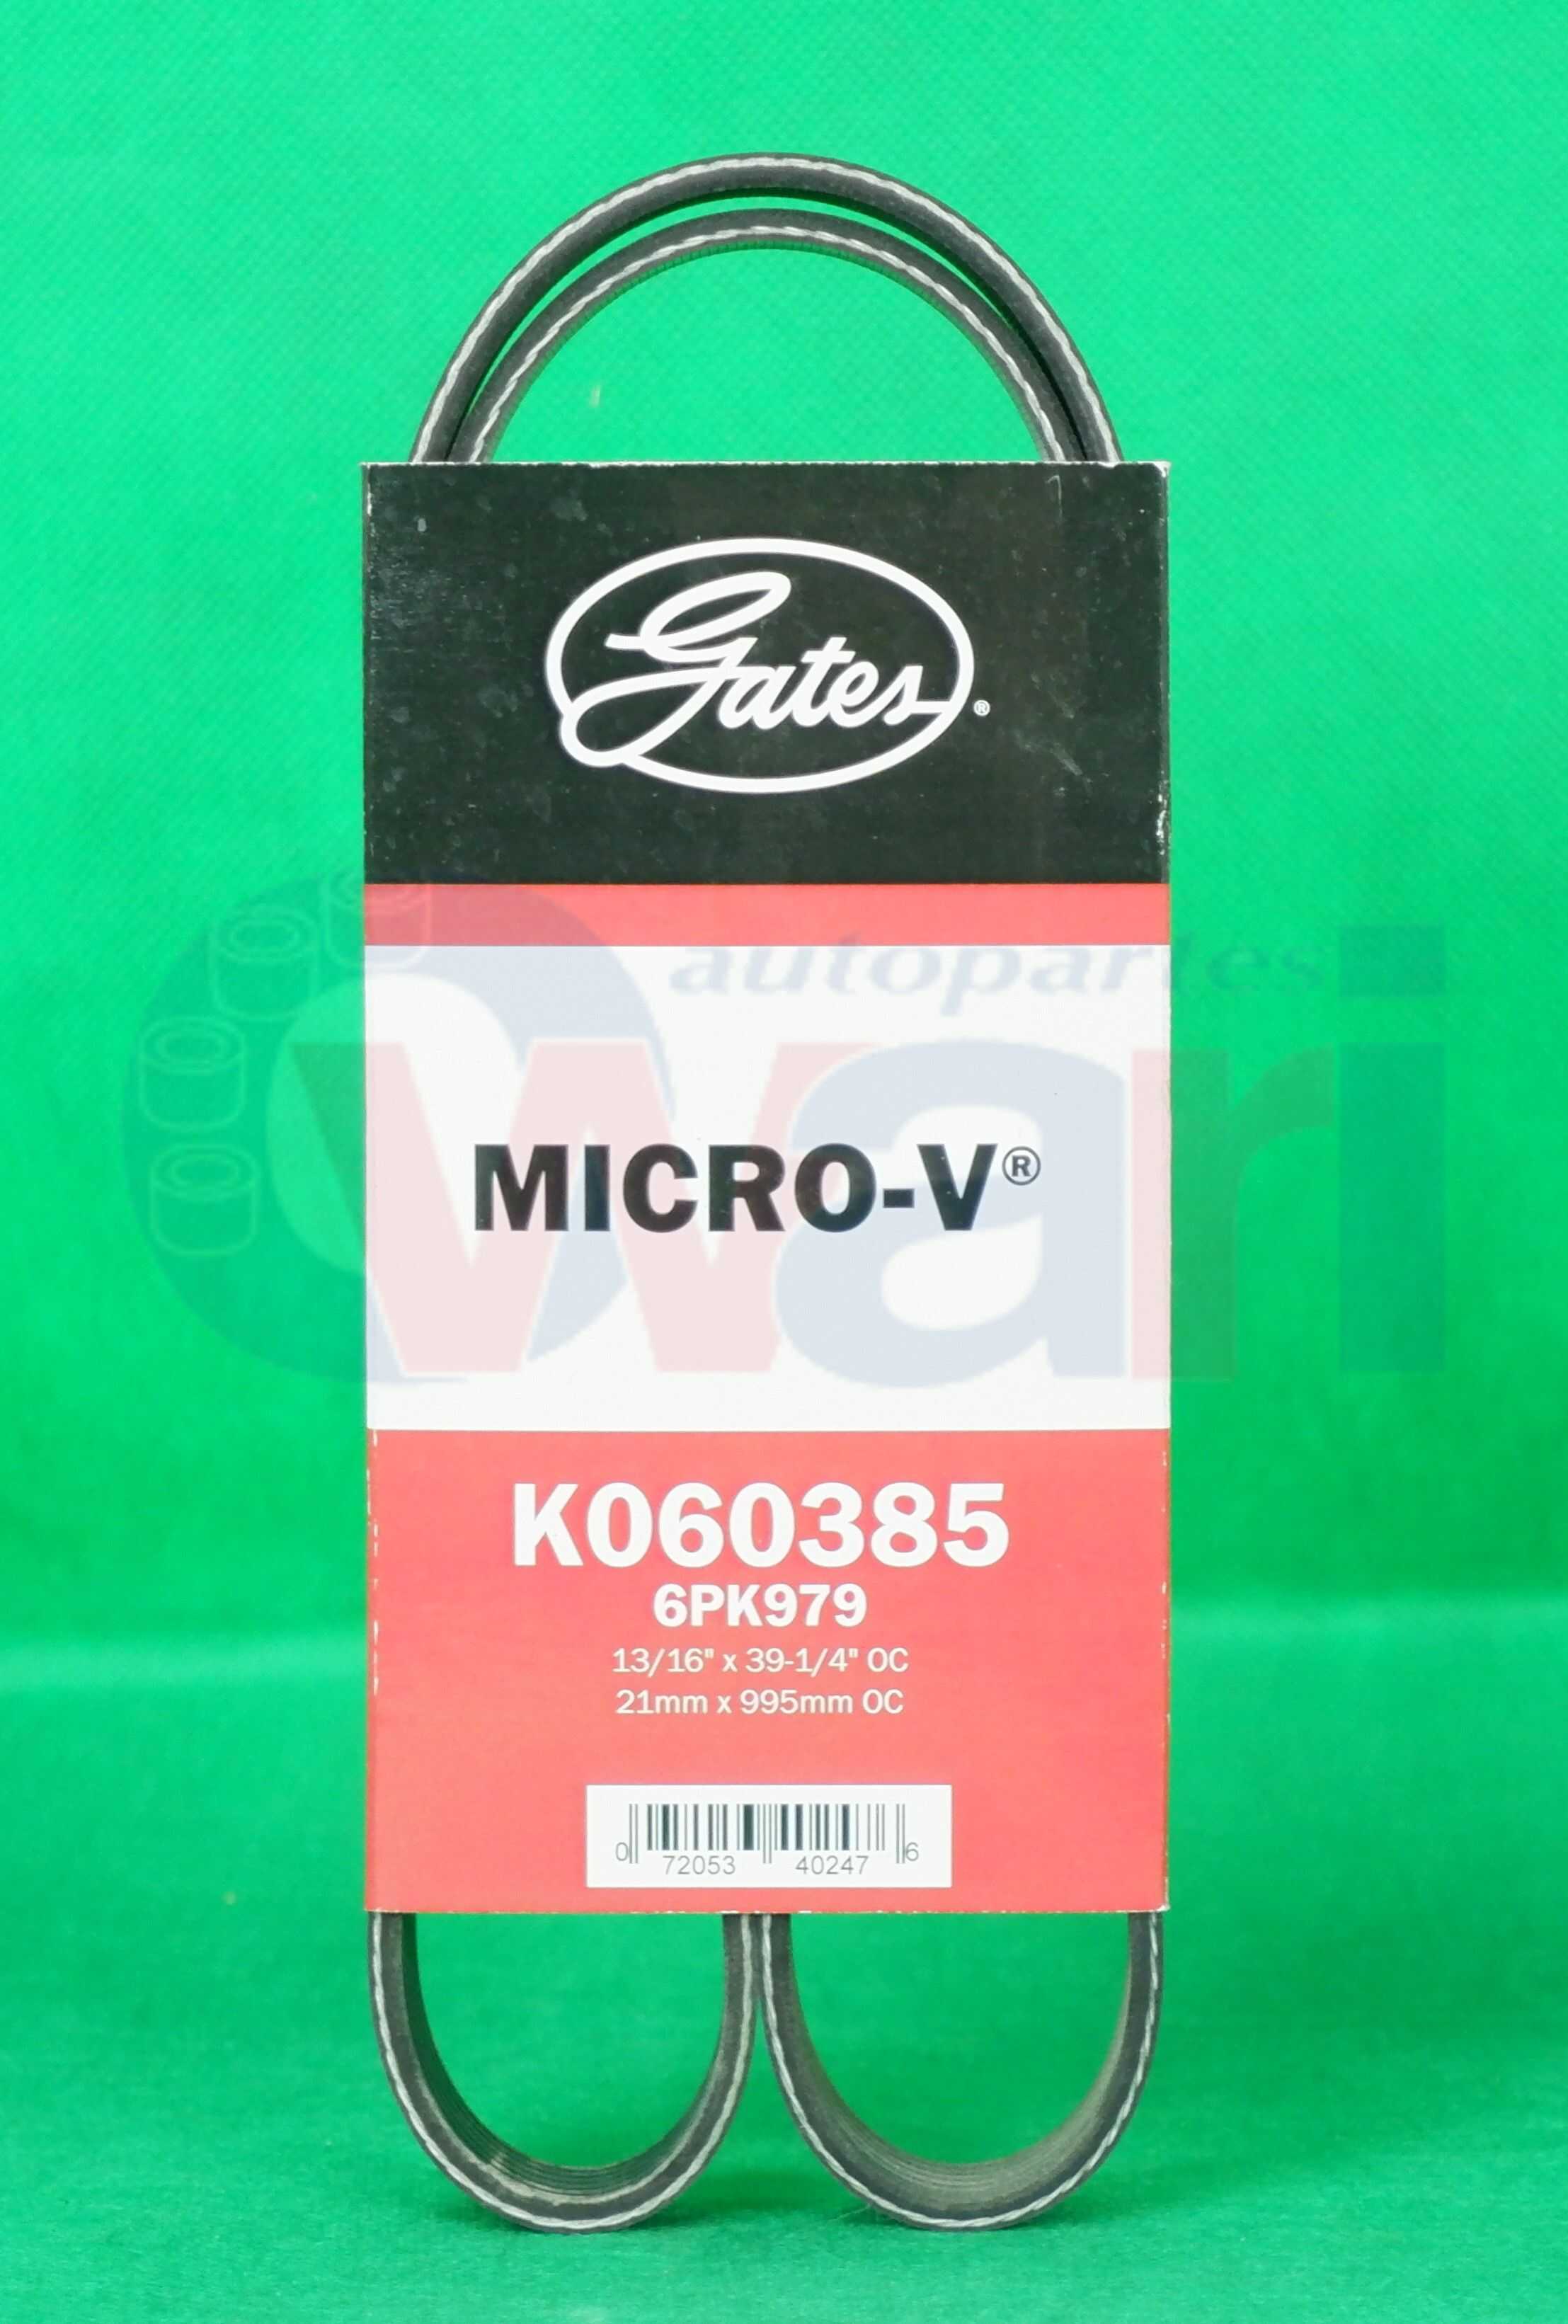 Gates®
autopartes
wari
MICRO-V®
K060385
6PK979
13/16" x 39-1/4" OC
21mm x 995mm OC
0 72053 40247 6